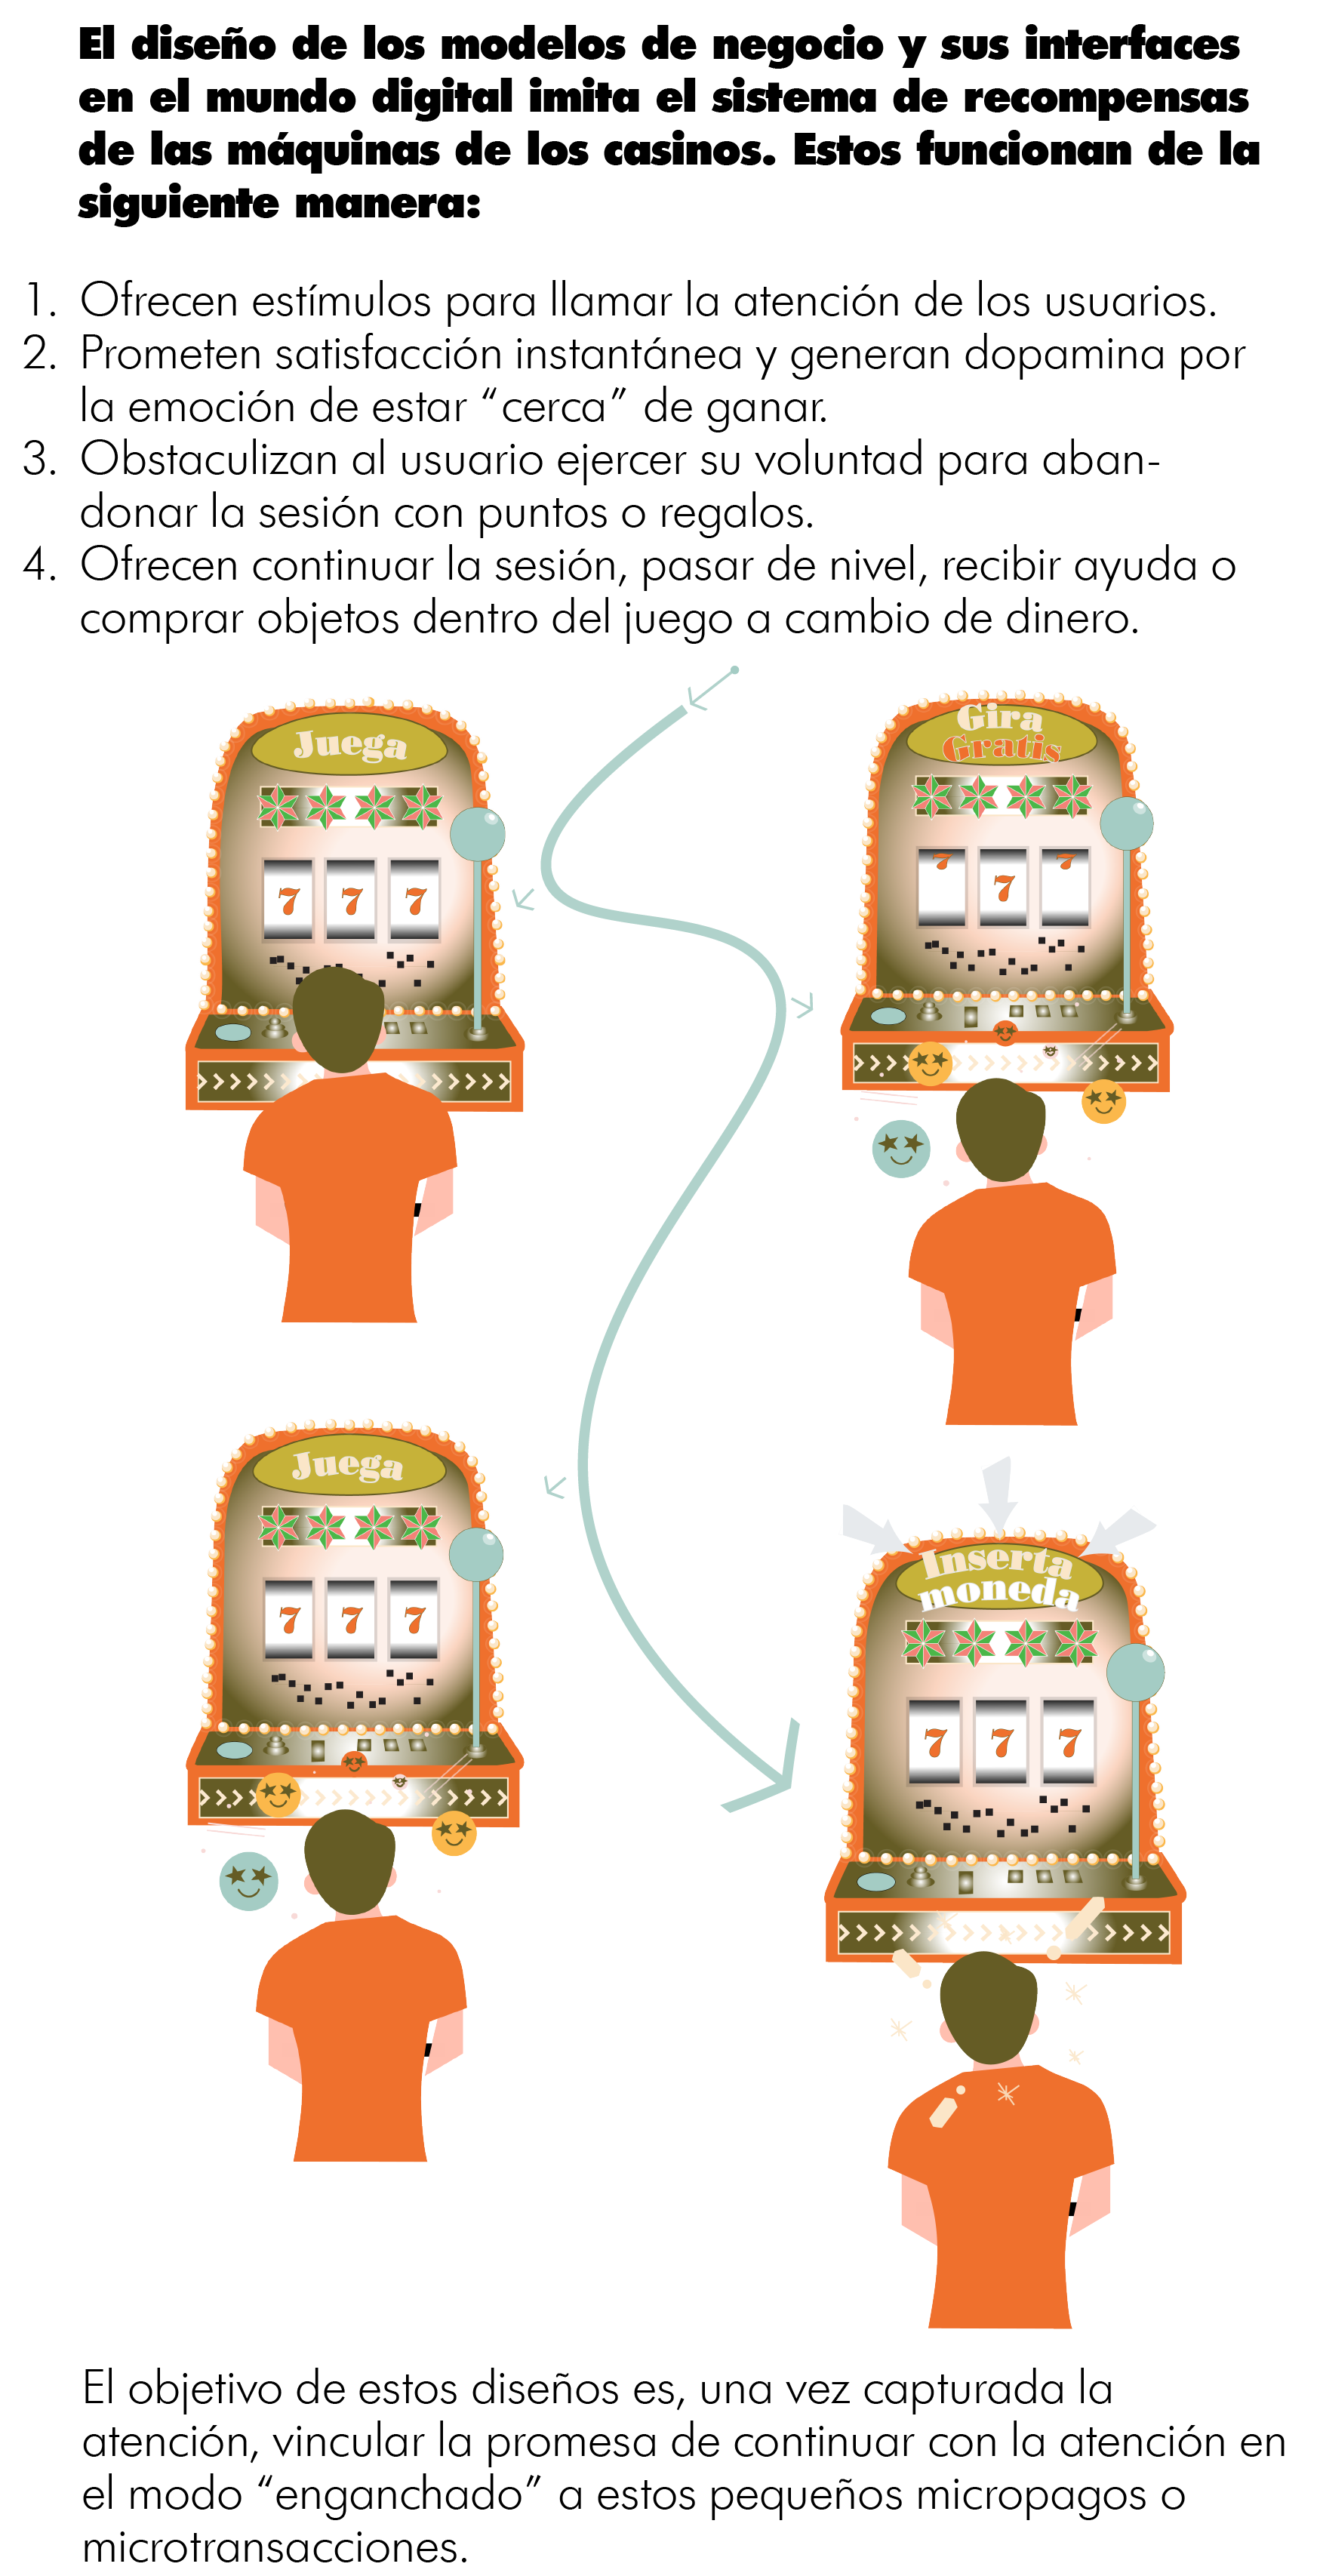 El diseño de los modelos de negocio y sus interfaces
en el mundo digital imita el sistema de recompensas
de las máquinas de los casinos. Estos funcionan de la
siguiente manera:
1. Ofrecen estímulos para llamar la atención de los usuarios.
2. Prometen satisfacción instantánea y generan dopamina por
la emoción de estar “cerca” de ganar.
3. Obstaculizan al usuario ejercer su voluntad para aban-
donar la sesión con puntos o regalos.
4. Ofrecen continuar la sesión, pasar de nivel, recibir ayuda o
comprar objetos dentro del juego a cambio de dinero.
Juega
7 7 7
Gira
Gratis
7 7 7
Juega
7 7 7
Inserta
moneda
7 7 7
El objetivo de estos diseños es, una vez capturada la
atención, vincular la promesa de continuar con la atención en
el modo “enganchado” a estos pequeños micropagos o
microtransacciones.